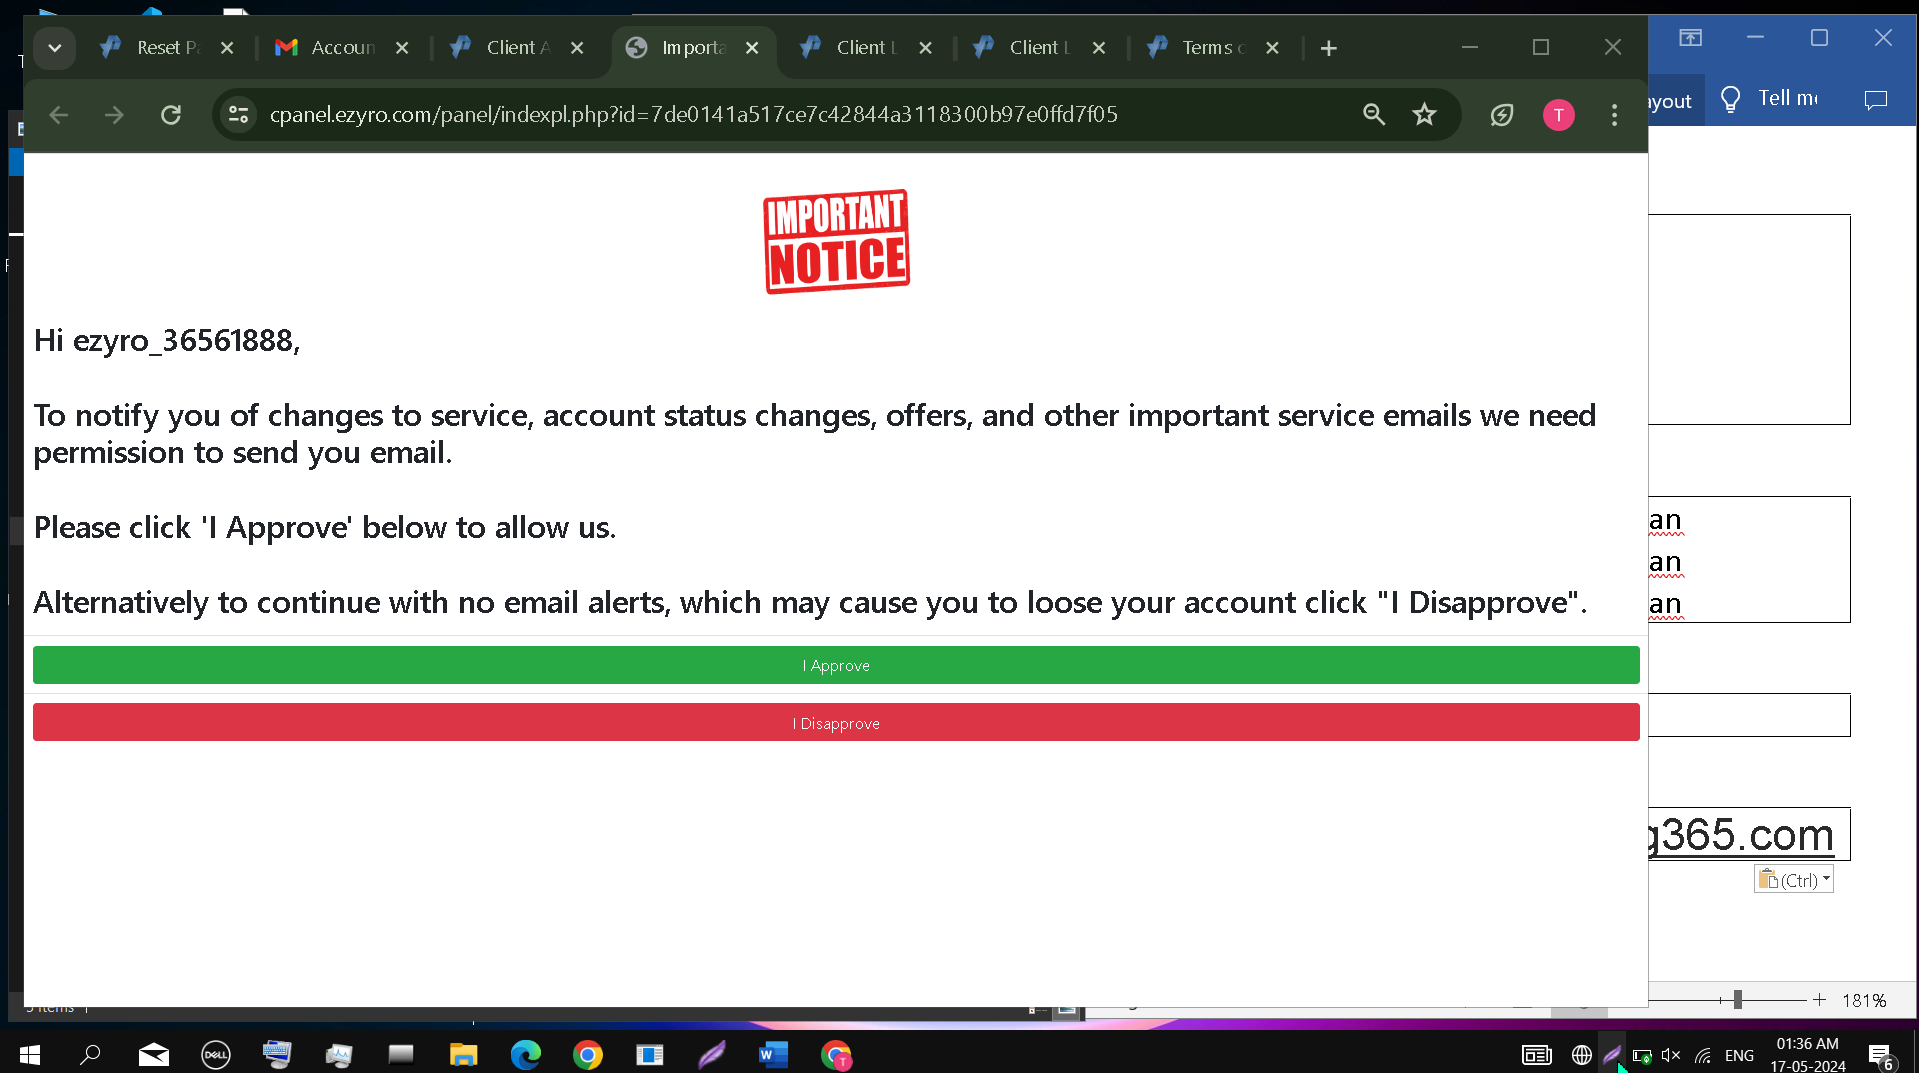 Reset Pa
Accoun
Client A
Importa
Client L
Client L
Terms o
cpanel.ezyro.com/panel/indexpl.php?id=7de0141a517ce7c42844a3118300b97e0ffd7f05
T
ayout
Tell me
IMPORTANT
NOTICE
Hi ezyro_36561888,
To notify you of changes to service, account status changes, offers, and other important service emails we need
permission to send you email.
Please click 'I Approve' below to allow us.
Alternatively to continue with no email alerts, which may cause you to loose your account click "I Disapprove".
I Approve
I Disapprove
an
an
an
g365.com
(Ctrl)
5 items
181%
DELL
T
ENG
01:36 AM
17-05-2024
6